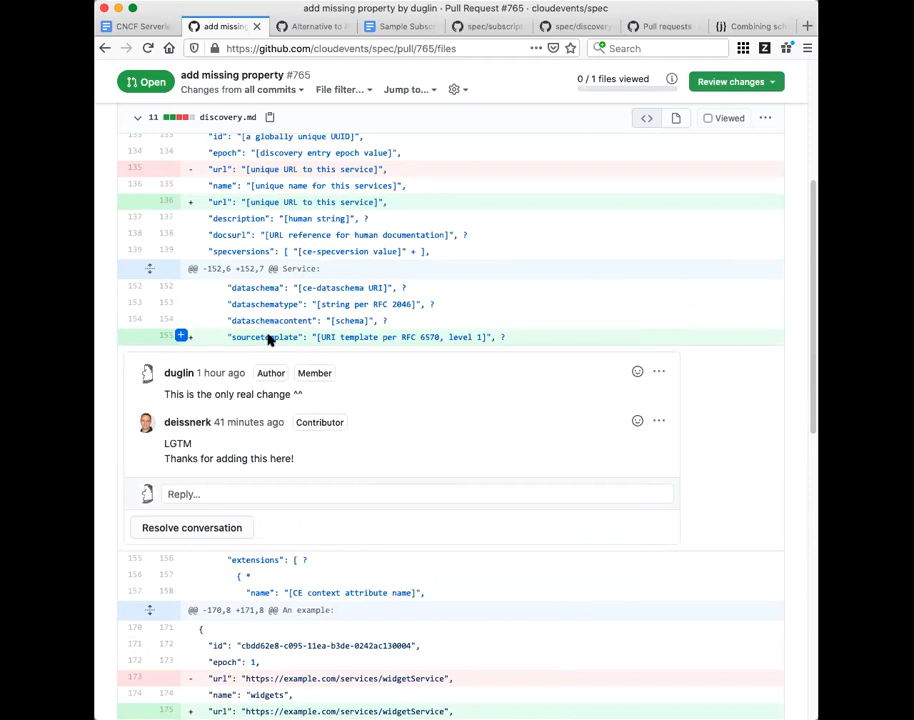 add missing property by duglin · Pull Request #765 · cloudevents/spec
CNCF Serverle
add missing
Alternative to
Sample Subsc
spec/subscrip
spec/discover
Pull requests
Combining sch
https://github.com/cloudevents/spec/pull/765/files
Search
Open
add missing property #765
Changes from all commits
File filter...
Jump to...
0 / 1 files viewed
Review changes
11 discovery.md
Viewed
133 133 "id": "[a globally unique UUID]",
134 134 "epoch": "[discovery entry epoch value]",
135 - "url": "[unique URL to this service]",
136 135 "name": "[unique name for this services]",
136 + "url": "[unique URL to this service]",
137 137 "description": "[human string]", ?
138 138 "docsurl": "[URL reference for human documentation]", ?
139 139 "specversions": [ "[ce-specversion value]" + ],
@@ -152,6 +152,7 @@ Service:
152 152 "dataschema": "[ce-dataschema URI]", ?
153 153 "dataschematype": "[string per RFC 2046]", ?
154 154 "dataschemacontent": "[schema]", ?
155 + "sourcetemplate": "[URI template per RFC 6570, level 1]", ?
duglin 1 hour ago Author Member
This is the only real change ^^
deissnerk 41 minutes ago Contributor
LGTM
Thanks for adding this here!
Reply...
Resolve conversation
155 156 "extensions": [ ?
156 157 { *
157 158 "name": "[CE context attribute name]",
@@ -170,8 +171,8 @@ An example:
170 171 {
171 172 "id": "cbdd62e8-c095-11ea-b3de-0242ac130004",
172 173 "epoch": 1,
173 - "url": "https://example.com/services/widgetService",
174 174 "name": "widgets",
175 + "url": "https://example.com/services/widgetService",